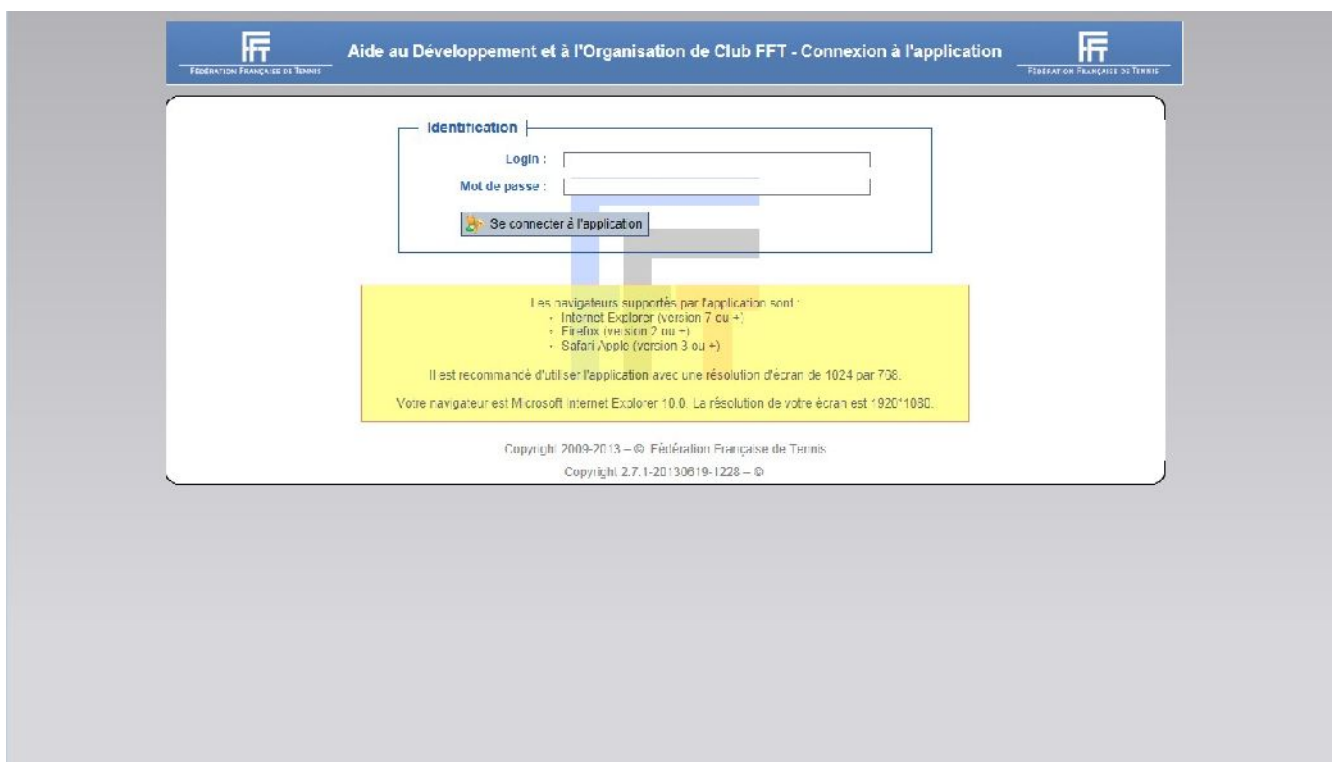 FFT
FÉDÉRATION FRANÇAISE DE TENNIS
Aide au Développement et à l'Organisation de Club FFT - Connexion à l'application
FFT
FÉDÉRATION FRANÇAISE DE TENNIS
Identification
Login :
Mot de passe :
Se connecter à l'application
Les navigateurs supportés par l'application sont :
• Internet Explorer (version 7 ou +)
• Firefox (version 2 ou +)
• Safari Apple (version 3 ou +)
Il est recommandé d'utiliser l'application avec une résolution d'écran de 1024 par 768.
Votre navigateur est Microsoft Internet Explorer 10.0. La résolution de votre écran est 1920*1080.
Copyright 2009-2013 – © Fédération Française de Tennis
Copyright 2.7.1-20130619-1228 – ©